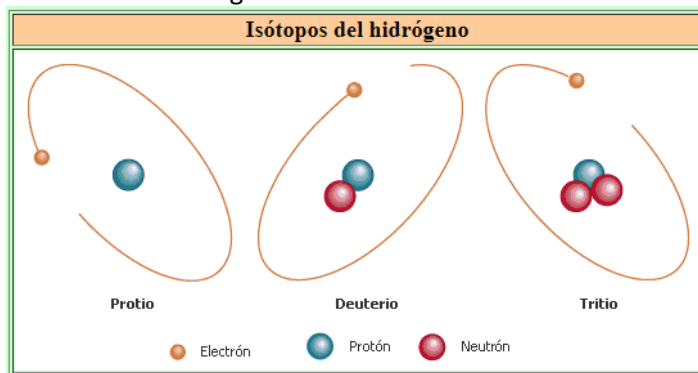 Isótopos del hidrógeno
Protio Deuterio Tritio
Electrón Protón Neutrón